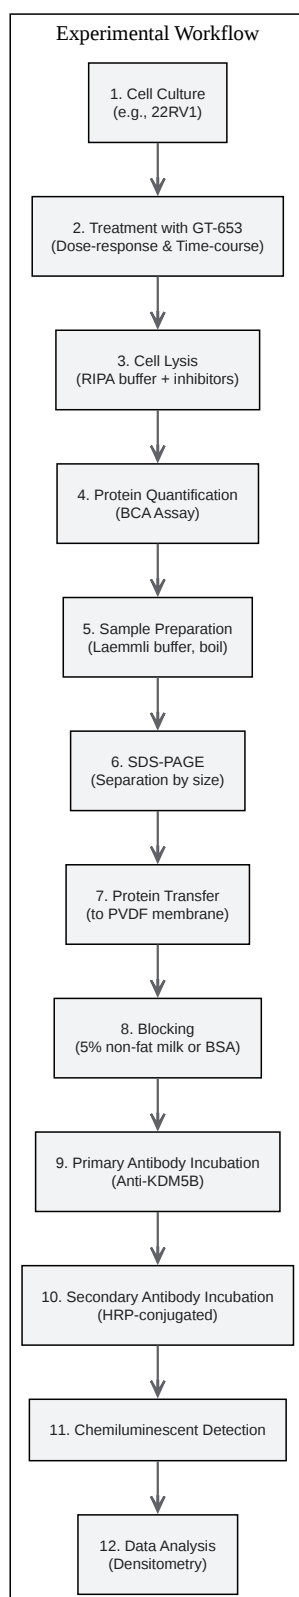 Experimental Workflow
1. Cell Culture
(e.g., 22RV1)
2. Treatment with GT-653
(Dose-response & Time-course)
3. Cell Lysis
(RIPA buffer + inhibitors)
4. Protein Quantification
(BCA Assay)
5. Sample Preparation
(Laemmli buffer, boil)
6. SDS-PAGE
(Separation by size)
7. Protein Transfer
(to PVDF membrane)
8. Blocking
(5% non-fat milk or BSA)
9. Primary Antibody Incubation
(Anti-KDM5B)
10. Secondary Antibody Incubation
(HRP-conjugated)
11. Chemiluminescent Detection
12. Data Analysis
(Densitometry)